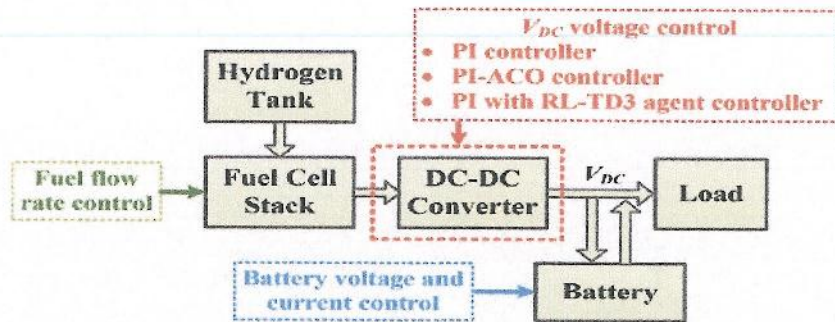 V_DC voltage control
• PI controller
• PI-ACO controller
• PI with RL-TD3 agent controller
Hydrogen
Tank
Fuel flow
rate control
Fuel Cell
Stack
DC-DC
Converter
V_DC
Load
Battery voltage and
current control
Battery